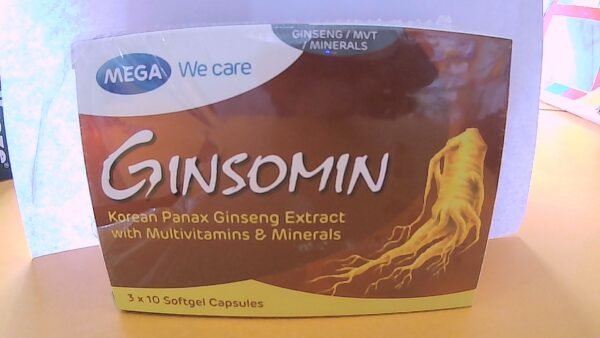 GINSENG / MVT
/ MINERALS
MEGA We care
GINSOMIN
Korean Panax Ginseng Extract
with Multivitamins & Minerals
3 x 10 Softgel Capsules